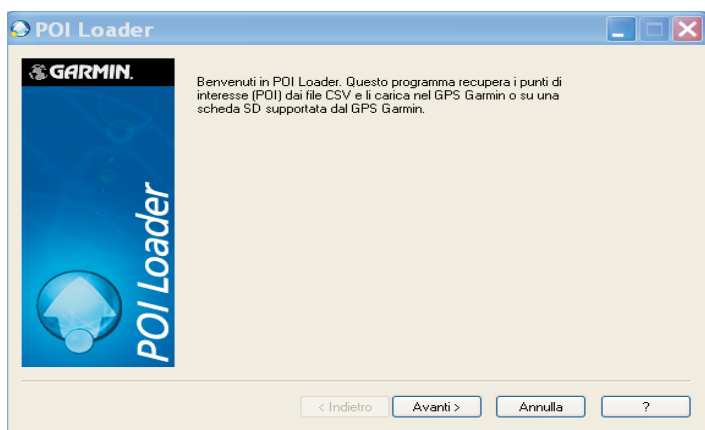 POI Loader
GARMIN.
Benvenuti in POI Loader. Questo programma recupera i punti di
interesse (POI) dai file CSV e li carica nel GPS Garmin o su una
scheda SD supportata dal GPS Garmin.
POI Loader
< Indietro
Avanti >
Annulla
?